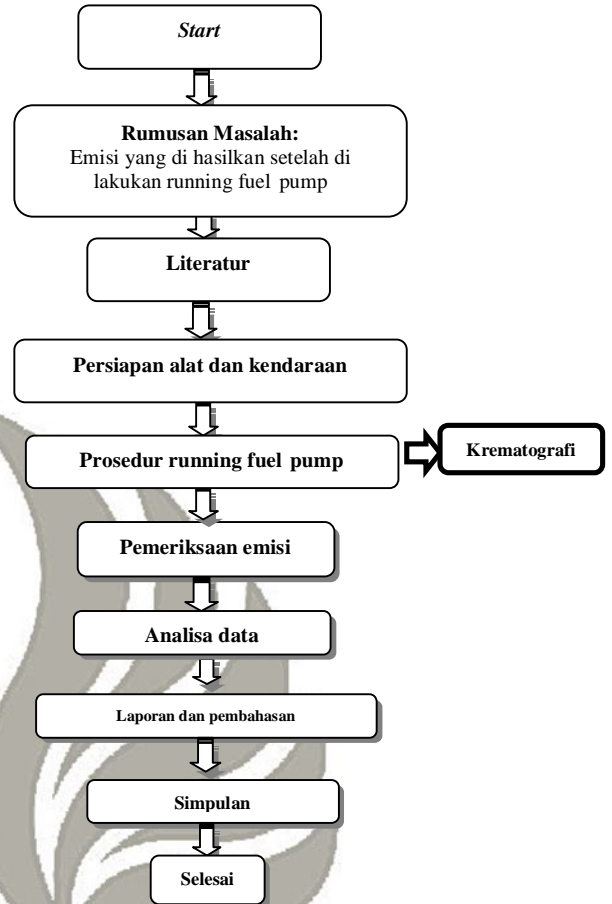 Start
Rumusan Masalah:
Emisi yang di hasilkan setelah di
lakukan running fuel pump
Literatur
Persiapan alat dan kendaraan
Prosedur running fuel pump
Krematografi
Pemeriksaan emisi
Analisa data
Laporan dan pembahasan
Simpulan
Selesai